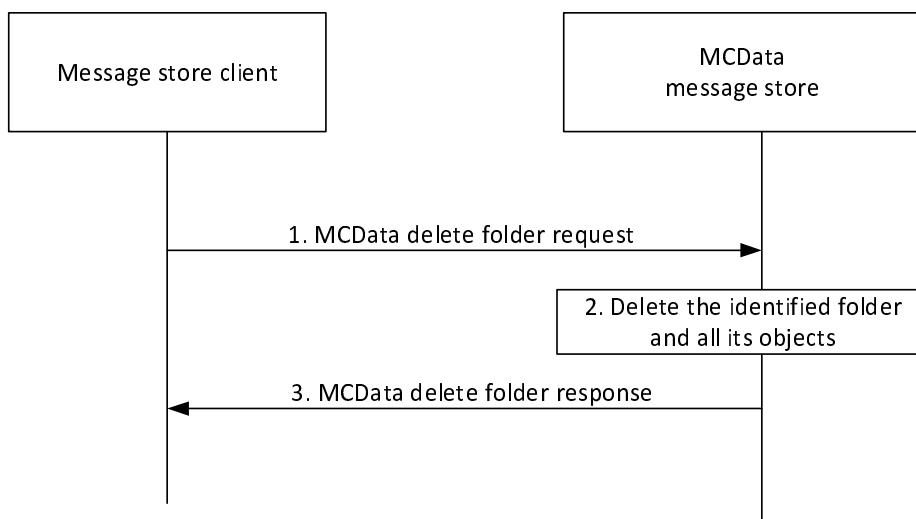 Message store client
MCData
message store
1. MCData delete folder request
2. Delete the identified folder
and all its objects
3. MCData delete folder response